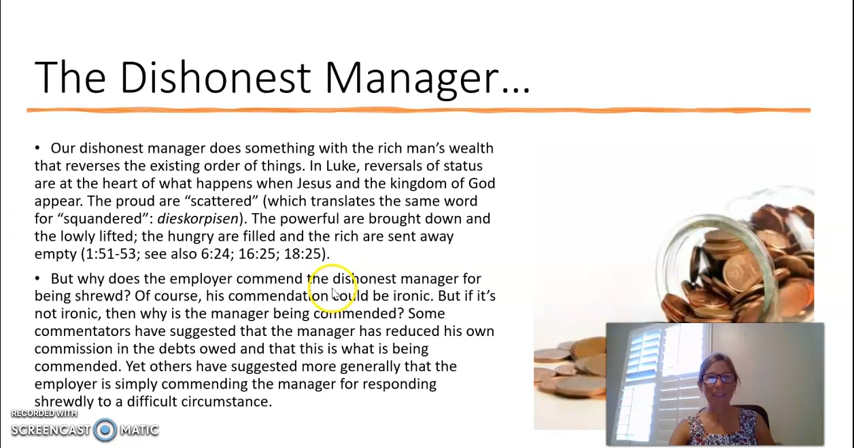 The Dishonest Manager...
• Our dishonest manager does something with the rich man's wealth
that reverses the existing order of things. In Luke, reversals of status
are at the heart of what happens when Jesus and the kingdom of God
appear. The proud are “scattered” (which translates the same word
for “squandered”: dieskorpisen). The powerful are brought down and
the lowly lifted; the hungry are filled and the rich are sent away
empty (1:51-53; see also 6:24; 16:25; 18:25).
• But why does the employer commend the dishonest manager for
being shrewd? Of course, his commendation could be ironic. But if it's
not ironic, then why is the manager being commended? Some
commentators have suggested that the manager has reduced his own
commission in the debts owed and that this is what is being
commended. Yet others have suggested more generally that the
employer is simply commending the manager for responding
shrewdly to a difficult circumstance.
RECORDED WITH
SCREENCAST MATIC